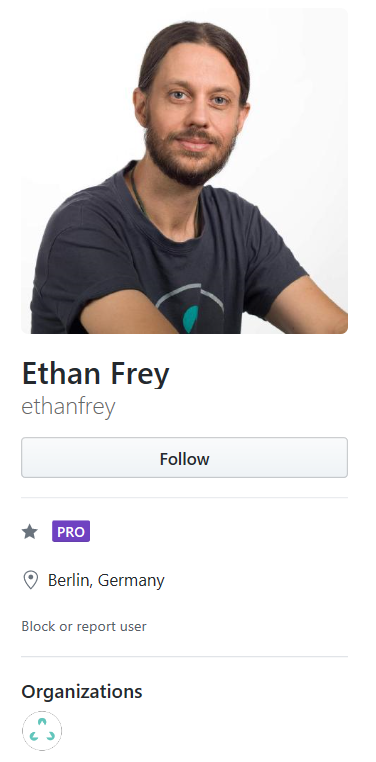 Ethan Frey
ethanfrey
Follow
PRO
Berlin, Germany
Block or report user
Organizations